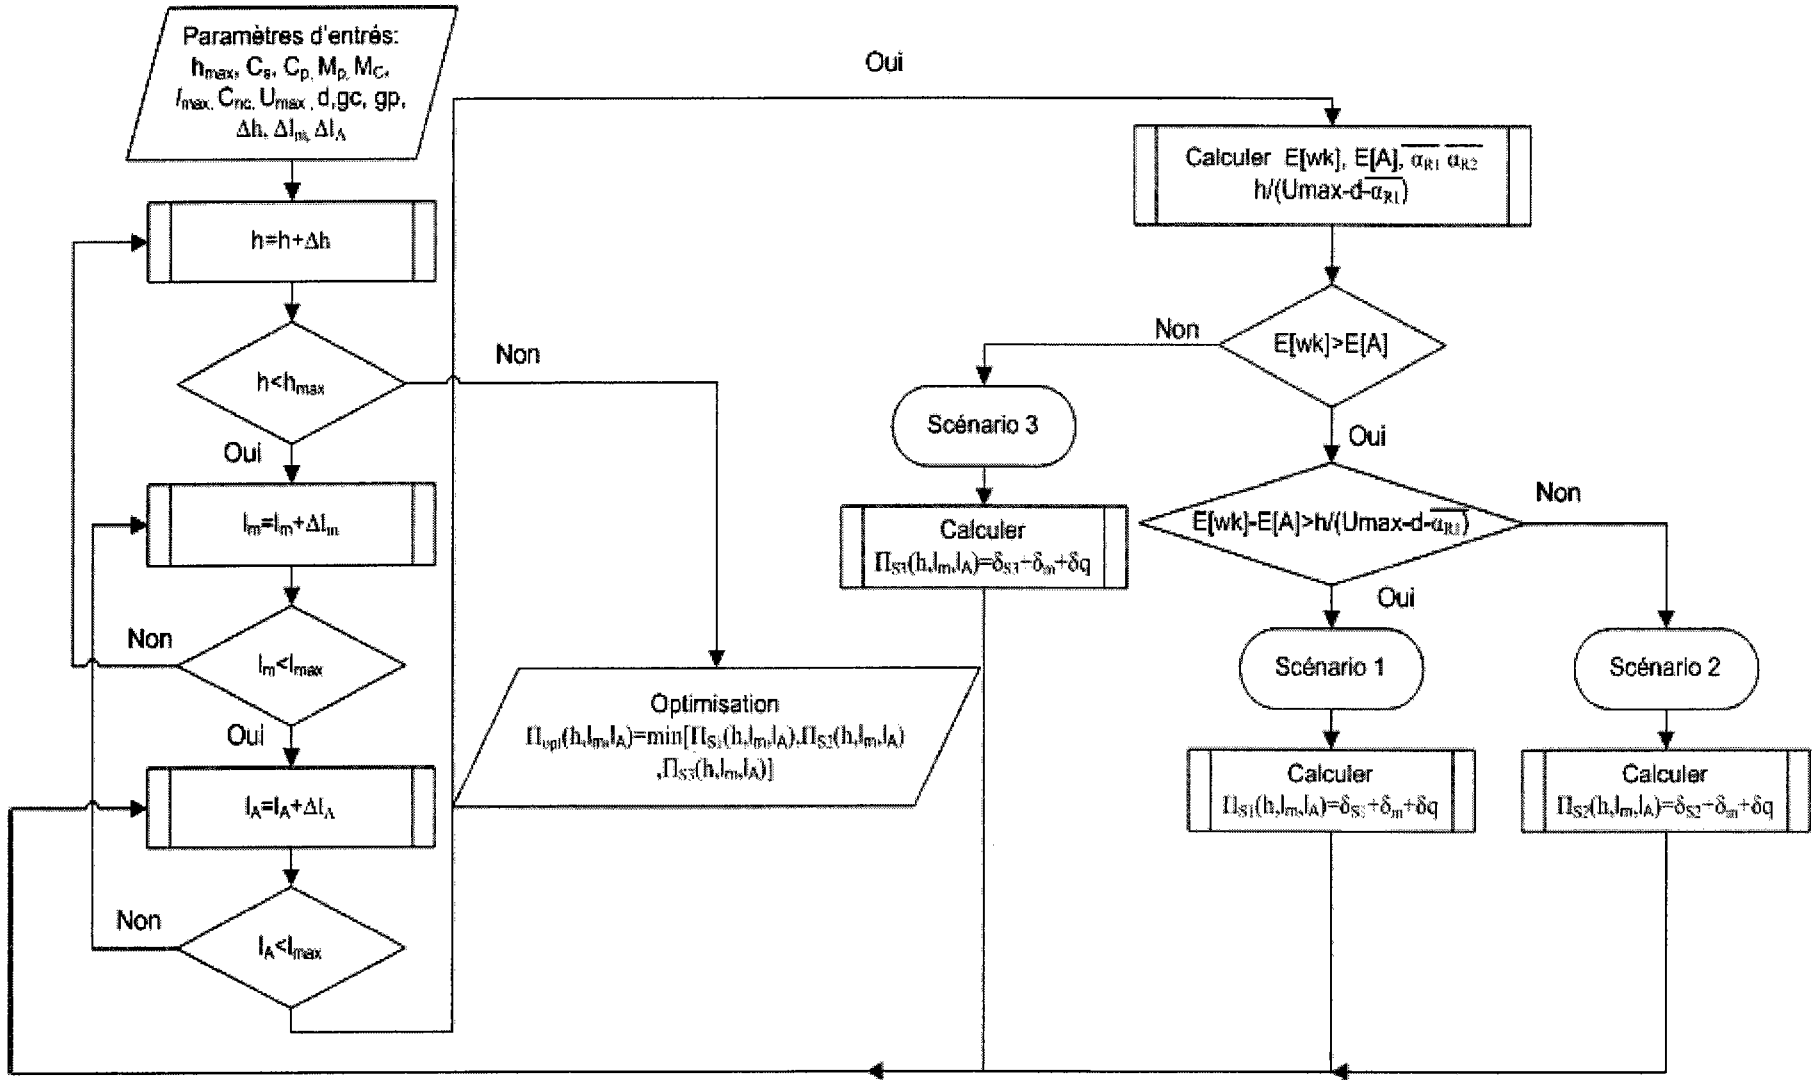 Paramètres d'entrés:
hmax, Cs, Cp, Mp, MC,
lmax, Cnc, Umax, d,gc, gp,
Δh, Δlm, ΔlA
h=h+Δh
h<hmax
Non
Oui
lm=lm+Δlm
lm<lmax
Non
Oui
lA=lA+ΔlA
lA<lmax
Non
Oui
Calculer E[wk], E[A], αR1 αR2
h/(Umax-d-αR1)
E[wk]>E[A]
Non
Oui
Scénario 3
Calculer
ΠS3(h,lm,lA)=δS3+δm+δq
E[wk]-E[A]>h/(Umax-d-αR1)
Non
Oui
Scénario 1
Scénario 2
Calculer
ΠS1(h,lm,lA)=δS1+δm+δq
Calculer
ΠS2(h,lm,lA)=δS2+δm+δq
Optimisation
Πopt(h,lm,lA)=min[ΠS1(h,lm,lA),ΠS2(h,lm,lA)
,ΠS3(h,lm,lA)]